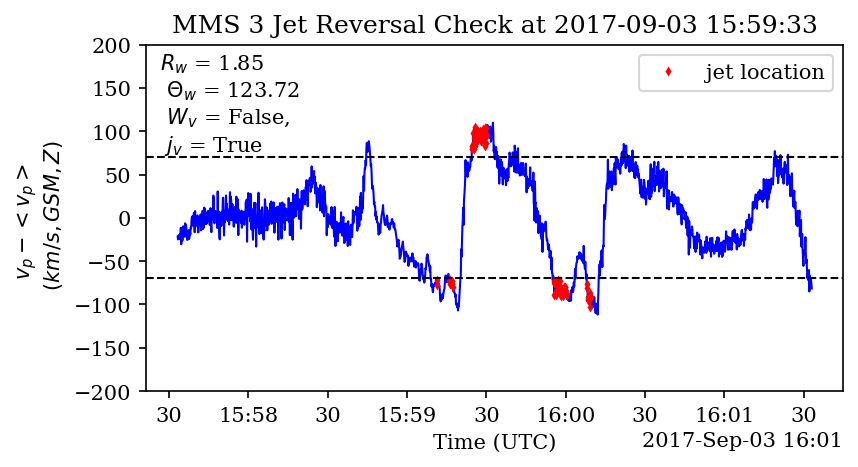 MMS 3 Jet Reversal Check at 2017-09-03 15:59:33
200
150
100
50
0
−50
−100
−150
−200
v_p − < v_p >
(km/s, GSM, Z)
R_w = 1.85
Θ_w = 123.72
W_v = False,
j_v = True
jet location
30 15:58 30 15:59 30 16:00 30 16:01 30
Time (UTC)
2017-Sep-03 16:01